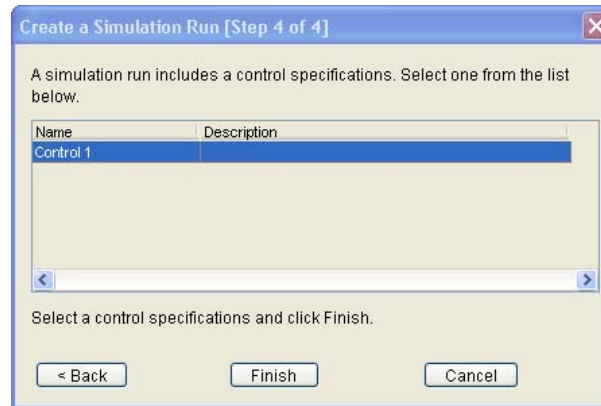 Create a Simulation Run [Step 4 of 4]
A simulation run includes a control specifications. Select one from the list
below.
Name Description
Control 1
Select a control specifications and click Finish.
< Back Finish Cancel